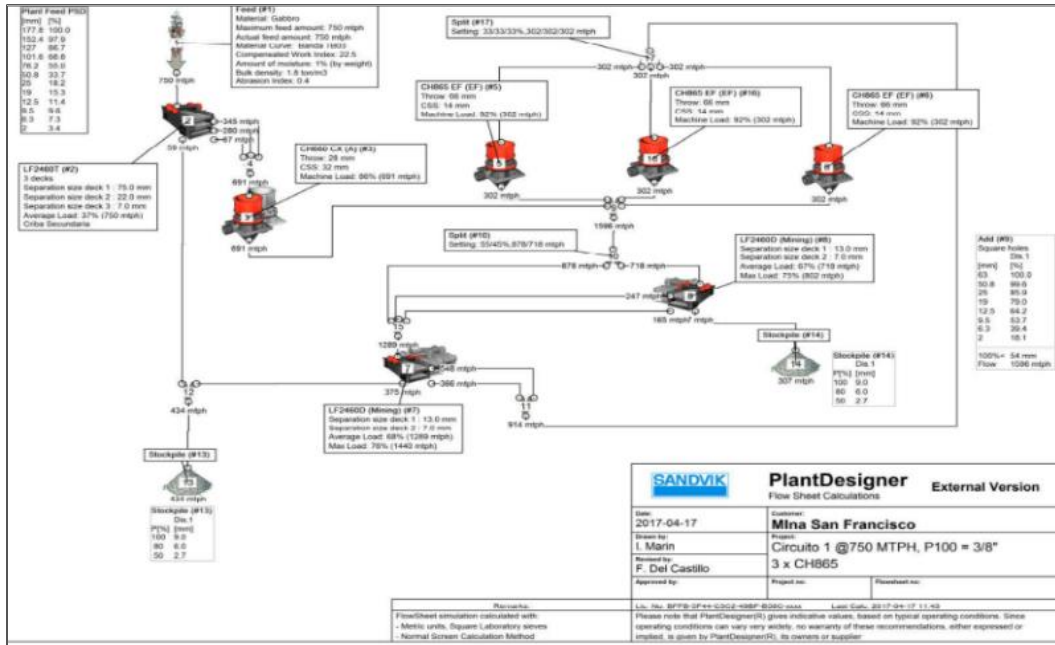 Plant Feed PSD
[mm] [%]
177.8 100.0
152.4 97.9
127 86.7
101.6 68.8
76.2 50.0
50.8 33.7
25 18.2
19 15.3
12.5 11.4
9.5 9.6
6.3 7.3
2 3.4
Feed (#1)
Material: Gabbro
Maximum feed amount: 750 mtph
Actual feed amount: 750 mtph
Material Curve:
Compensated Work Index: 22.5
Amount of moisture: 1% (by weight)
Bulk density: 1.8 ton/m3
Abrasion Index: 0.4
750 mtph
2
345 mtph
280 mtph
67 mtph
59 mtph
LF2460T (#2)
3 decks
Separation size deck 1 : 75.0 mm
Separation size deck 2 : 22.0 mm
Separation size deck 3 : 7.0 mm
Average Load: 37% (750 mtph)
Criba Secundaria
4
691 mtph
CH860 CX (A) (#3)
Throw: 28 mm
CSS: 32 mm
Machine Load: 86% (691 mtph)
691 mtph
Split (#17)
Setting: 33/33/33%,302/302/302 mtph
302 mtph
302 mtph
302 mtph
CH865 EF (EF) (#5)
Throw: 66 mm
CSS: 14 mm
Machine Load: 92% (302 mtph)
5
302 mtph
CH865 EF (EF) (#16)
Throw: 66 mm
CSS: 14 mm
Machine Load: 92% (302 mtph)
16
302 mtph
CH865 EF (EF) (#6)
Throw: 66 mm
CSS: 14 mm
Machine Load: 92% (302 mtph)
302 mtph
1596 mtph
Split (#10)
Setting: 55/45%,878/718 mtph
878 mtph
718 mtph
LF2460D (Mining) (#8)
Separation size deck 1 : 13.0 mm
Separation size deck 2 : 7.0 mm
Average Load: 67% (718 mtph)
Max Load: 75% (802 mtph)
247 mtph
8
165 mtph
Add (#9)
Square holes
Dis.1
[mm] [%]
63 100.0
50.8 99.6
25 85.9
19 79.0
12.5 64.2
9.5 53.7
6.3 39.4
2 18.1
100%= 54 mm
Flow 1596 mtph
15
1289 mtph
7
548 mtph
366 mtph
375 mtph
Stockpile (#14)
14
307 mtph
Stockpile (#14)
Dis.1
P[%] [mm]
100 9.0
80 6.0
50 2.7
12
434 mtph
11
914 mtph
LF2460D (Mining) (#7)
Separation size deck 1 : 13.0 mm
Separation size deck 2 : 7.0 mm
Average Load: 68% (1289 mtph)
Max Load: 76% (1440 mtph)
Stockpile (#13)
13
434 mtph
Stockpile (#13)
Dis.1
P[%] [mm]
100 9.0
80 6.0
50 2.7
SANDVIK
PlantDesigner External Version
Flow Sheet Calculations
Date:
2017-04-17
Customer:
MIna San Francisco
Drawn by:
I. Marin
Project:
Circuito 1 @750 MTPH, P100 = 3/8"
3 x CH865
Revised by:
F. Del Castillo
Approved by:
Project no:
Flowsheet no:
Remarks:
FlowSheet simulation calculated with:
- Metric units, Square Laboratory sieves
- Normal Screen Calculation Method
Last Calc. 2017-04-17 11:43
Please note that PlantDesigner(R) gives indicative values, based on typical operating conditions. Since
operating conditions can vary very widely, no warranty of these recommendations, either expressed or
implied, is given by PlantDesigner(R), its owners or supplier